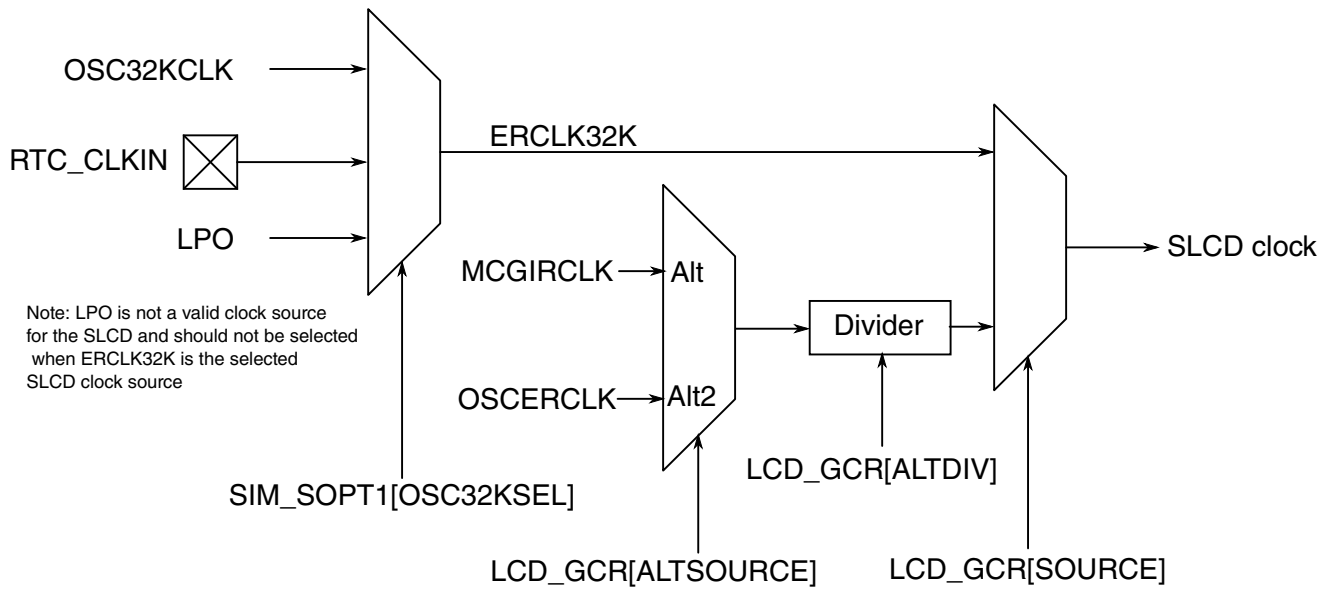 OSC32KCLK
RTC_CLKIN
LPO
ERCLK32K
MCGIRCLK
Alt
OSCERCLK
Alt2
Divider
SLCD clock
Note: LPO is not a valid clock source
for the SLCD and should not be selected
when ERCLK32K is the selected
SLCD clock source
SIM_SOPT1[OSC32KSEL]
LCD_GCR[ALTDIV]
LCD_GCR[ALTSOURCE]
LCD_GCR[SOURCE]